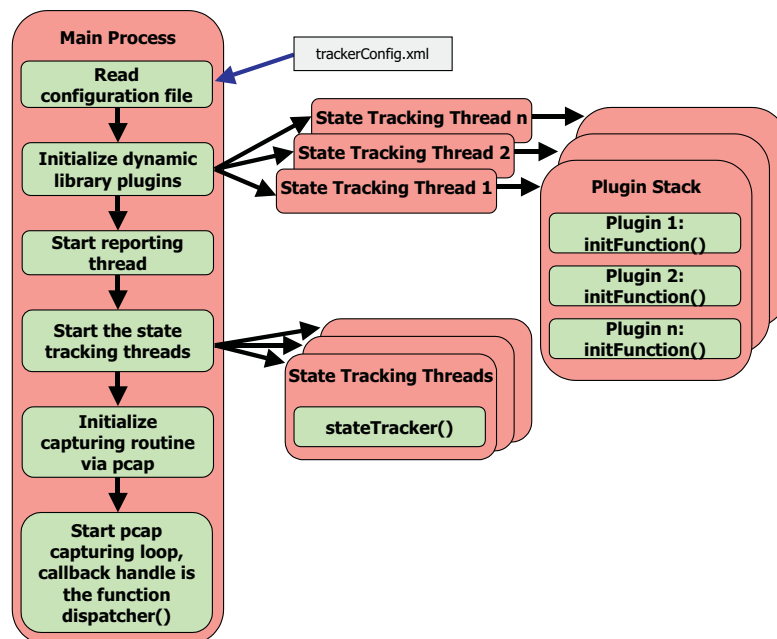 Main Process
trackerConfig.xml
Read
configuration file
Initialize dynamic
library plugins
Start reporting
thread
Start the state
tracking threads
Initialize
capturing routine
via pcap
Start pcap
capturing loop,
callback handle is
the function
dispatcher()
State Tracking Thread n
State Tracking Thread 2
State Tracking Thread 1
Plugin Stack
Plugin 1:
initFunction()
Plugin 2:
initFunction()
Plugin n:
initFunction()
State Tracking Threads
stateTracker()